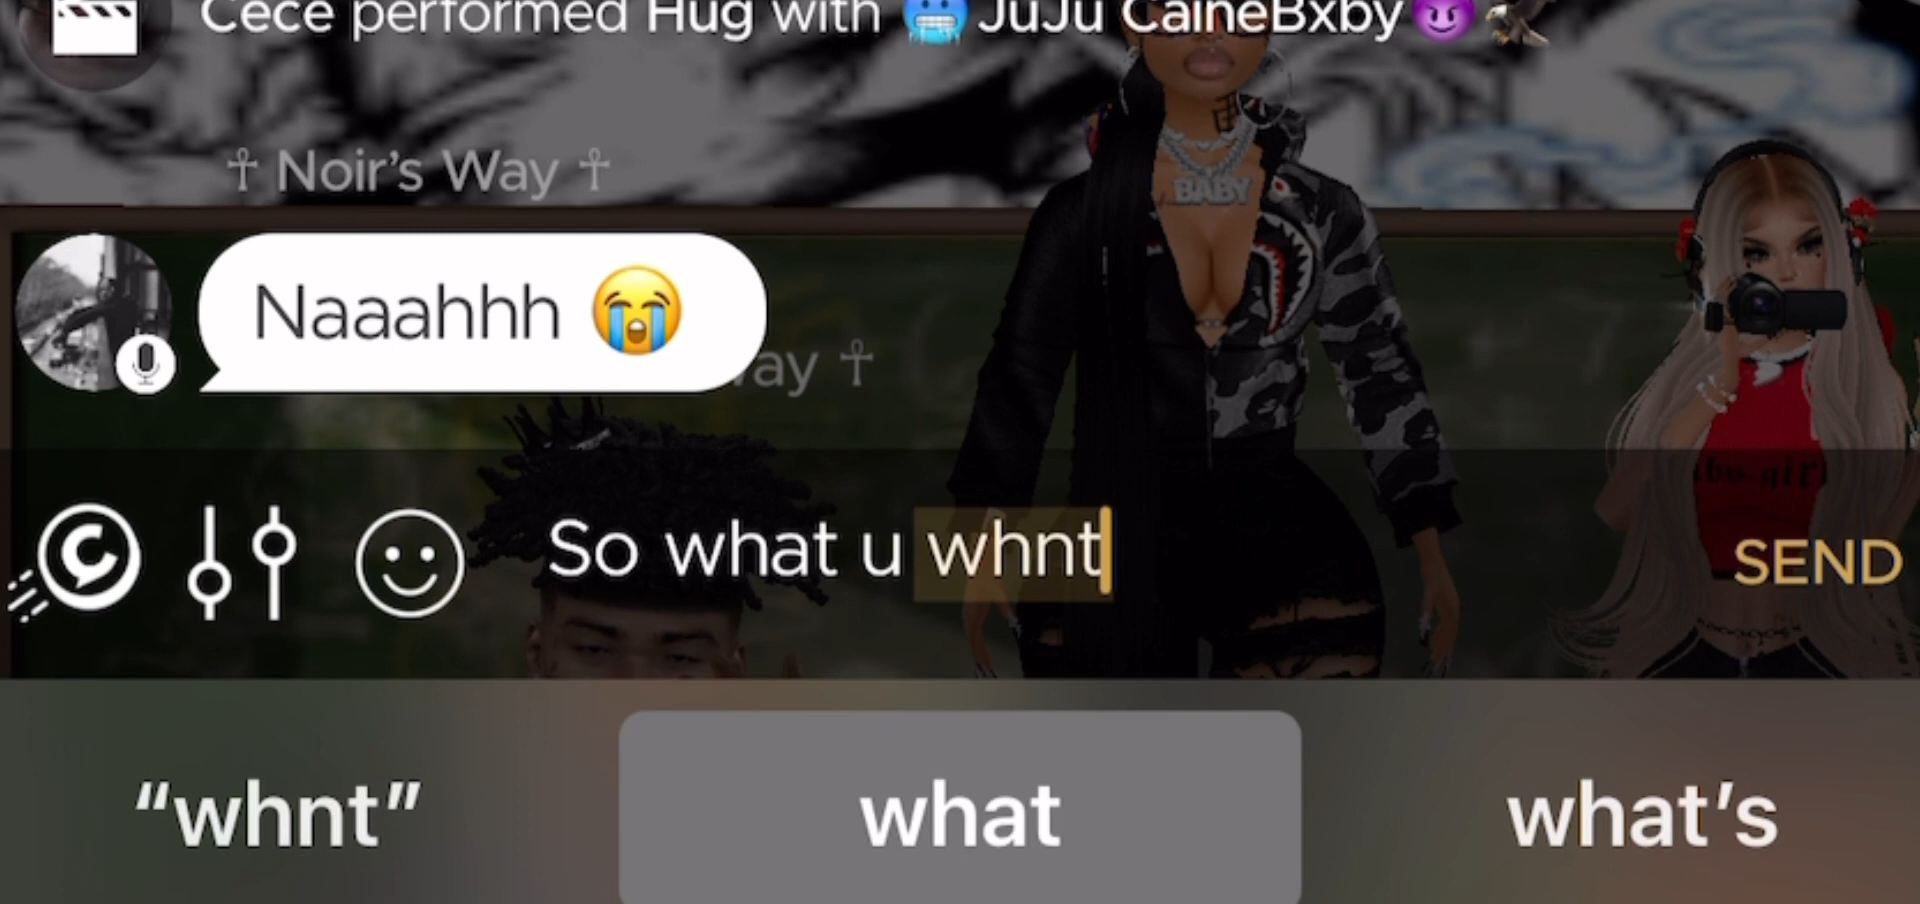 Cece performed Hug with 🥶 JuJu CaineBxby 😈 🦅
☥ Noir's Way ☥
BABY
Naaahhh 😭
ay ☥
So what u whnt
SEND
"whnt" what what's